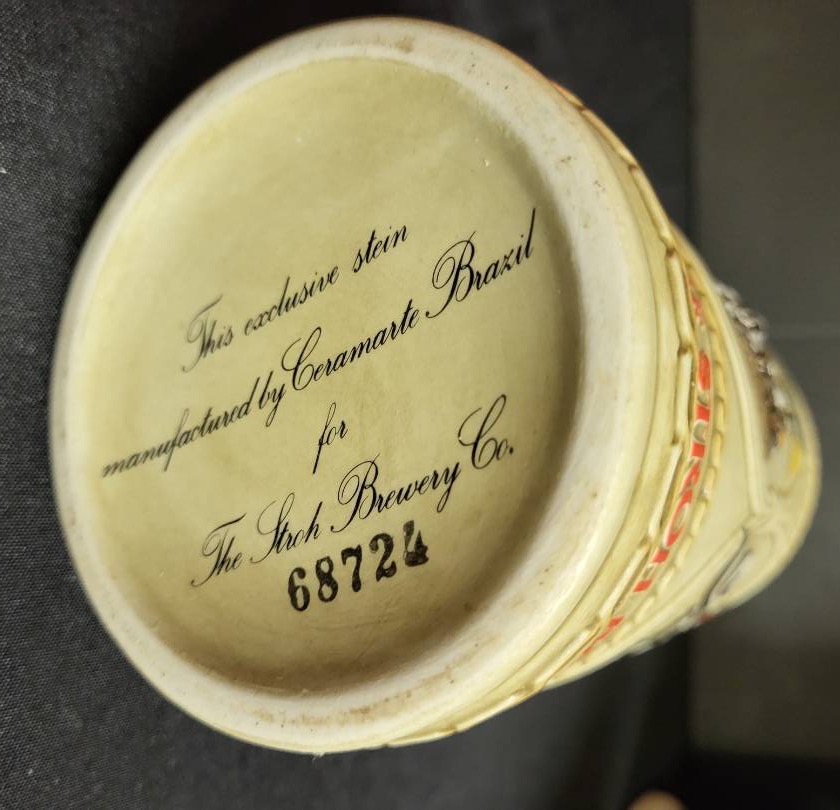 This exclusive stein
manufactured by Ceramarte Brazil
for
The Stroh Brewery Co.
68724